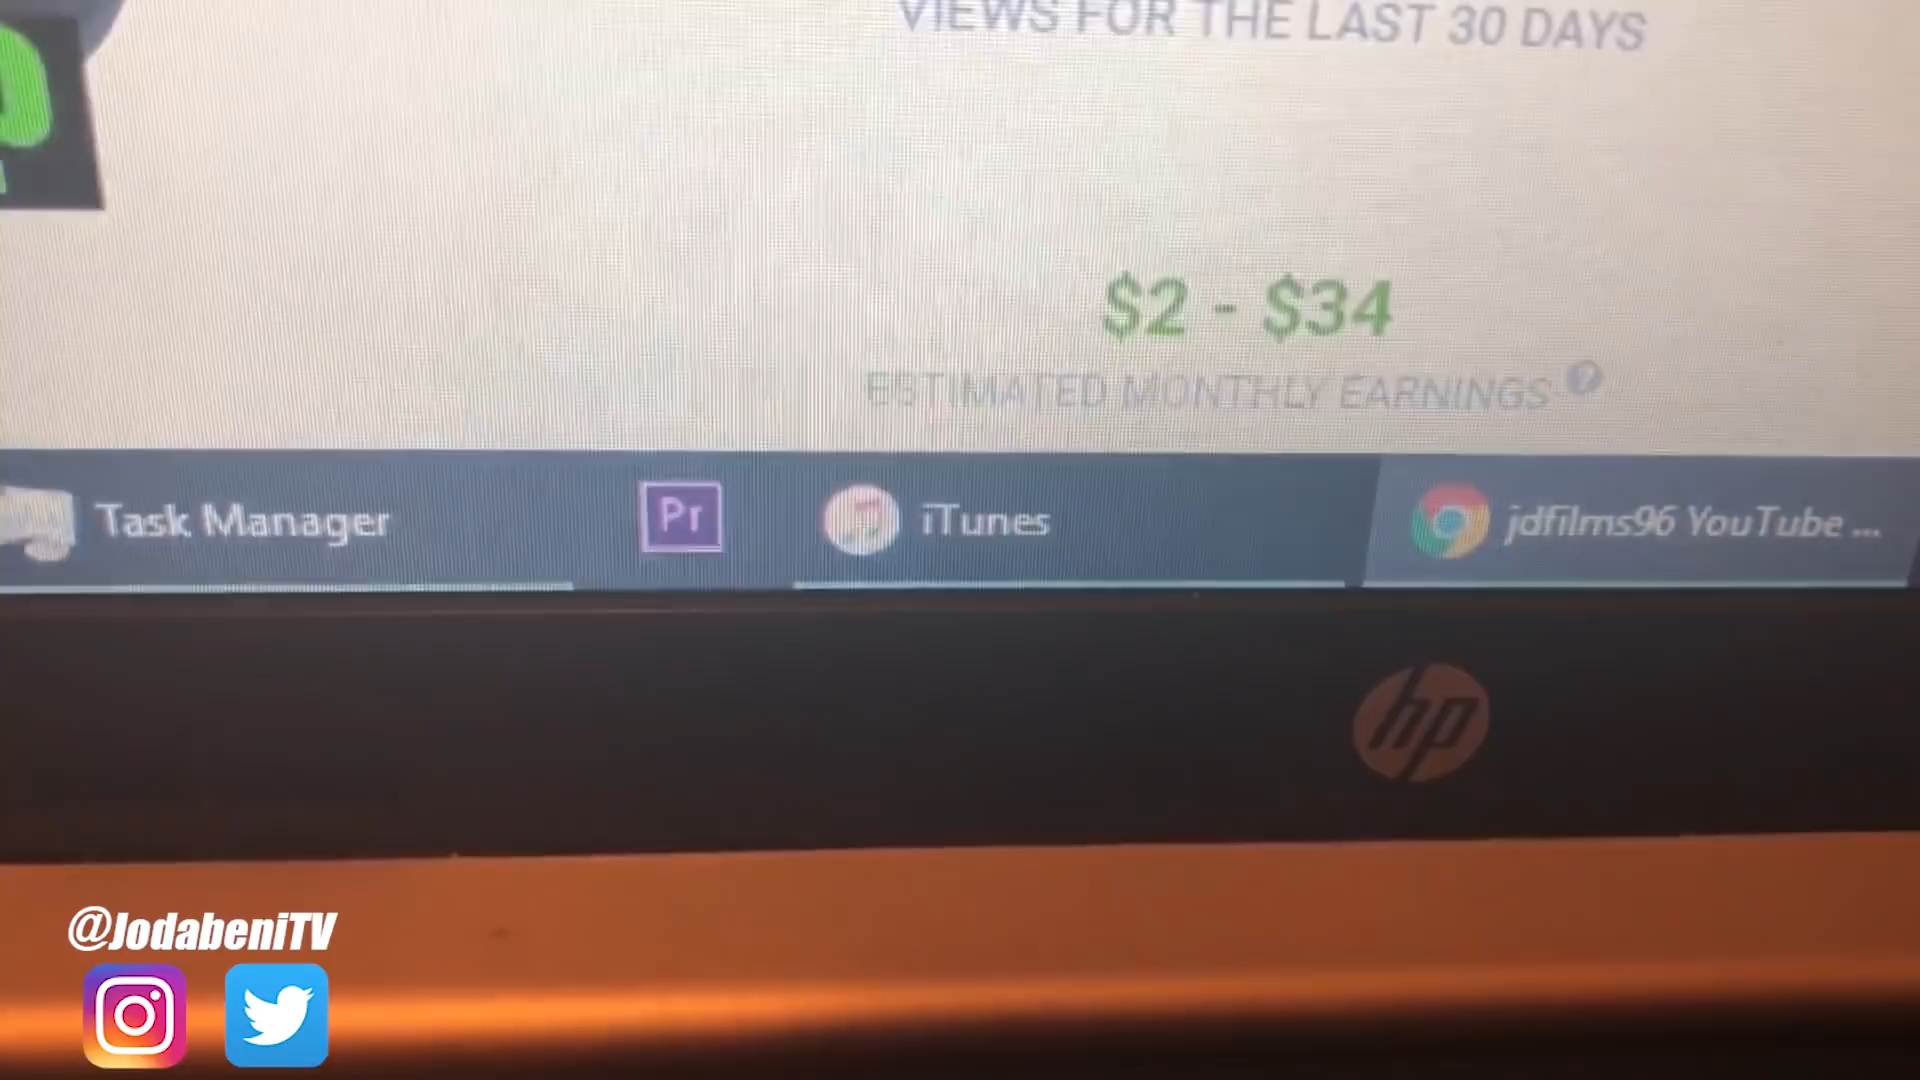 VIEWS FOR THE LAST 30 DAYS
$2 - $34
ESTIMATED MONTHLY EARNINGS ?
Task Manager
Pr
iTunes
jdfilms96 YouTube ...
hp
@JodabeniTV